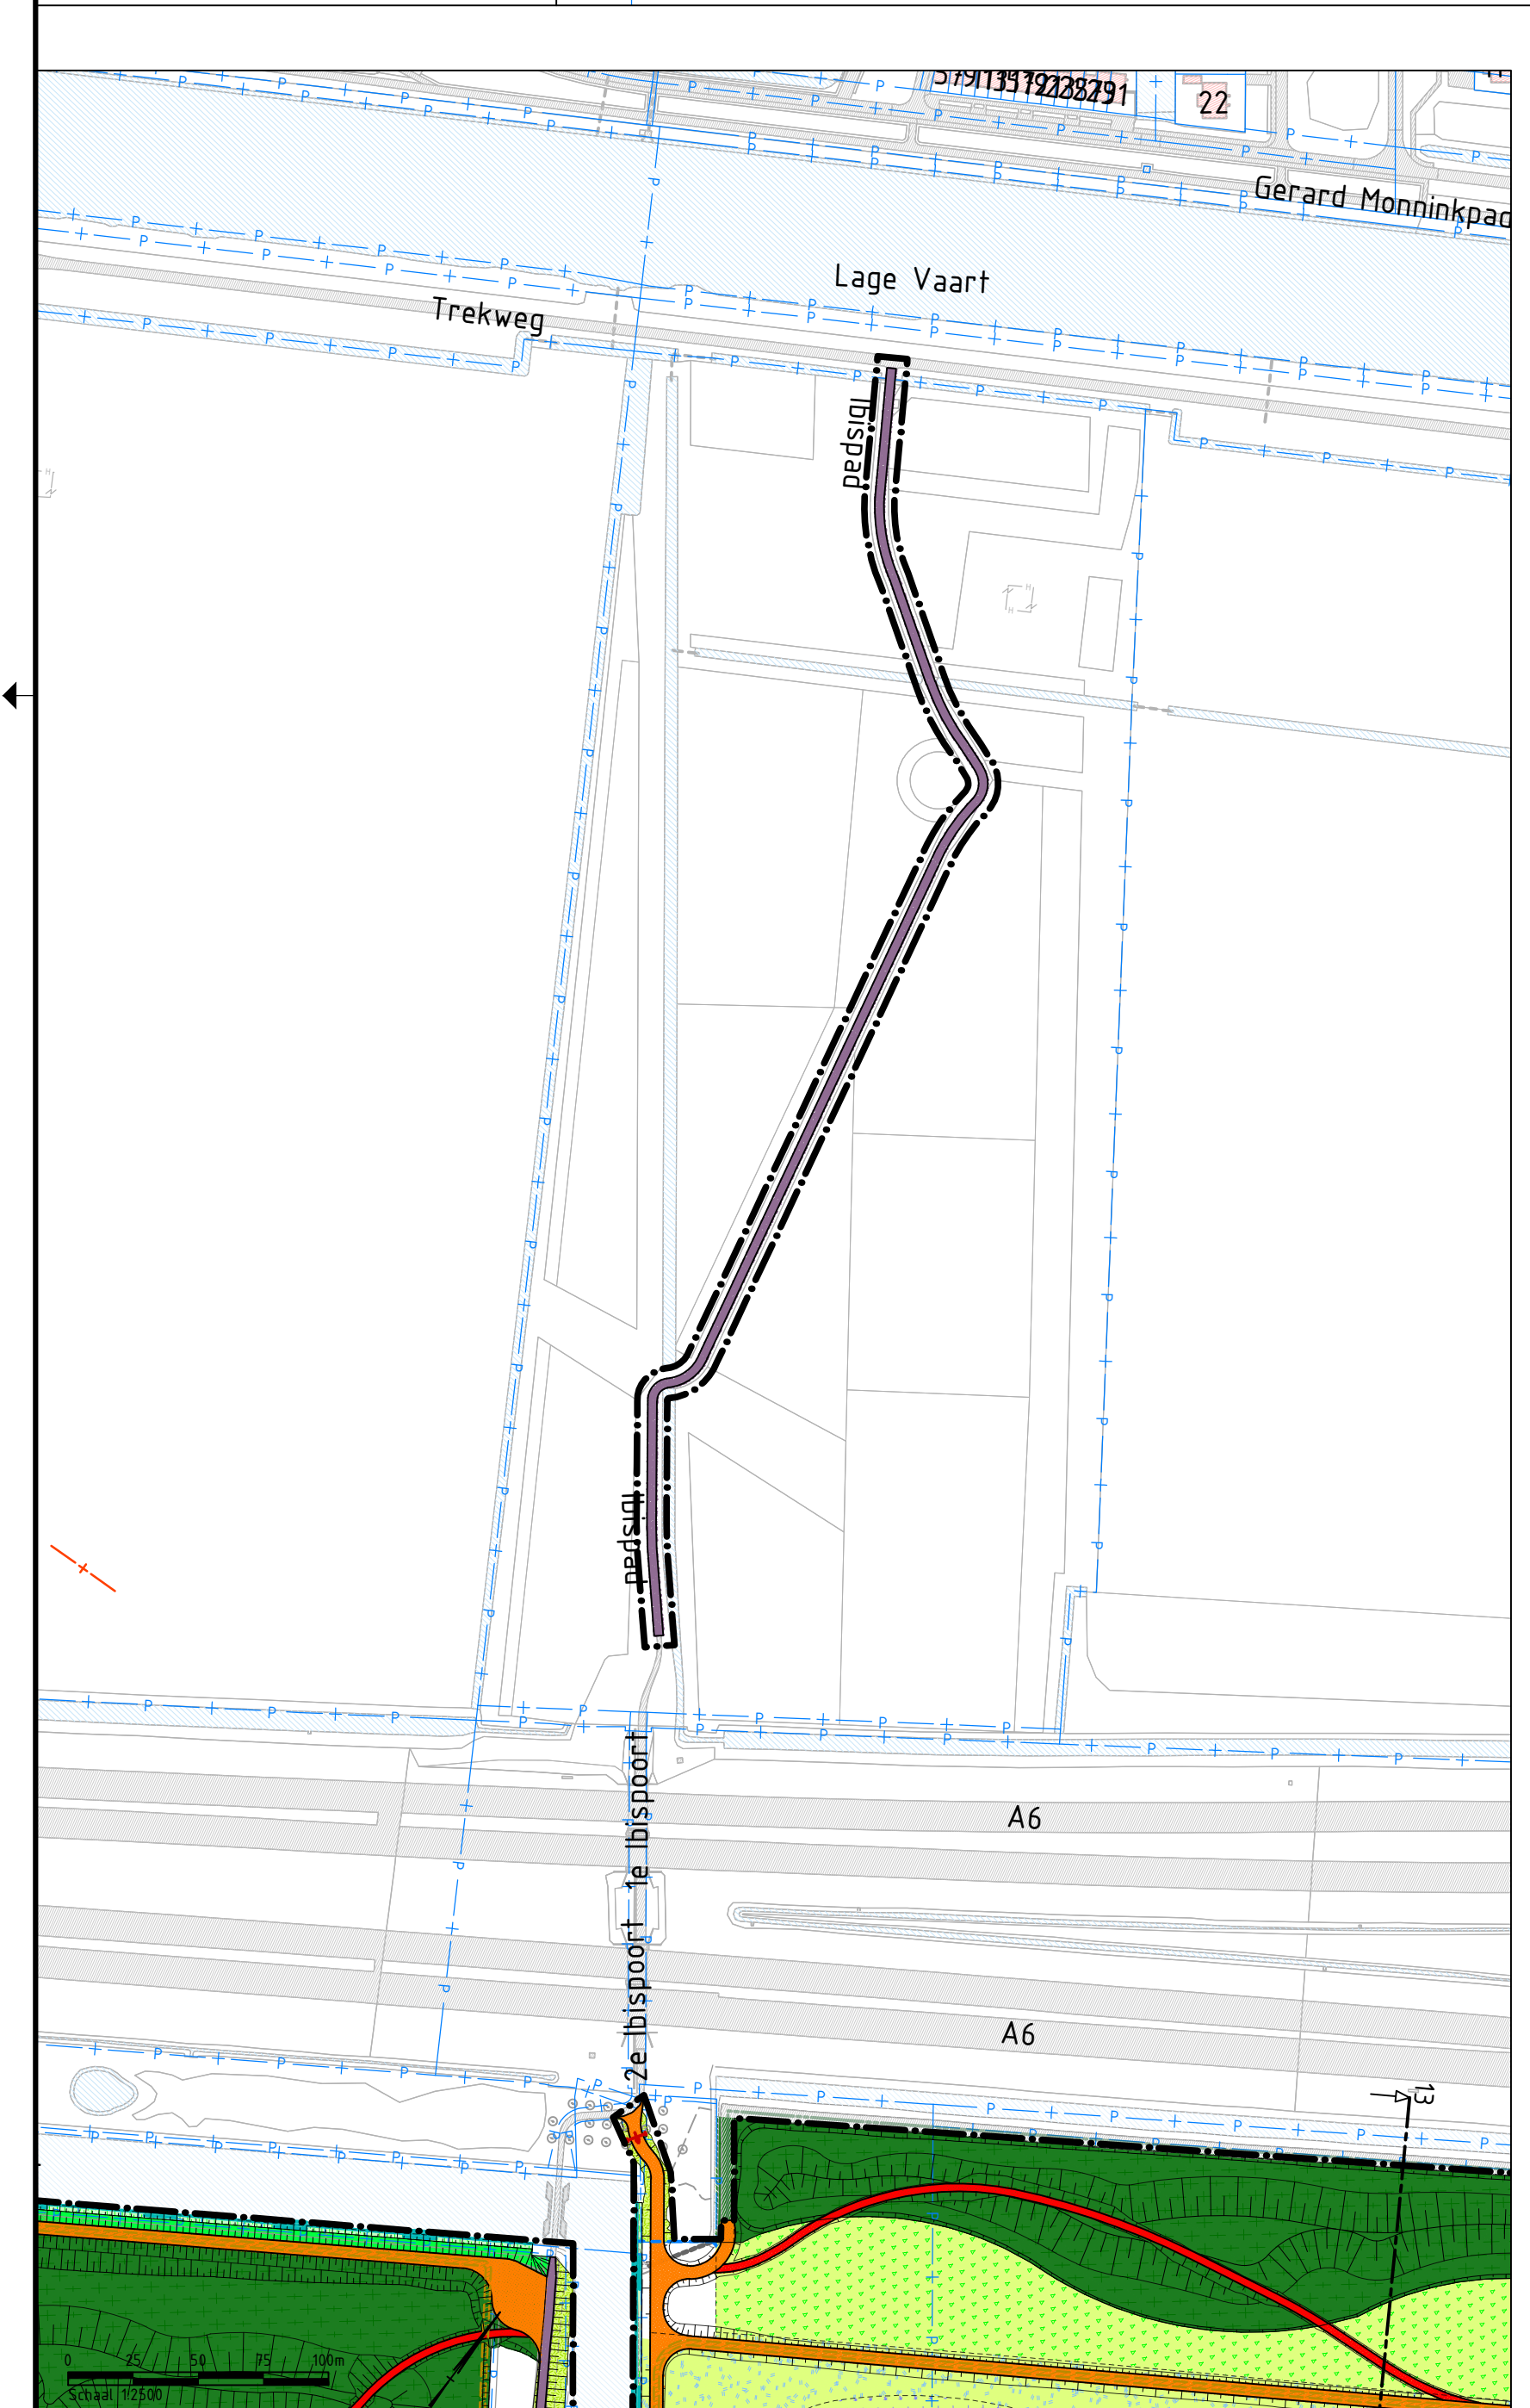 22
Gerard Monninkpad
Lage Vaart
Trekweg
Ibispad
Ibispad
1e Ibispoort
A6
2e Ibispoort
A6
13
0 25 50 75 100m
Schaal 1:2500